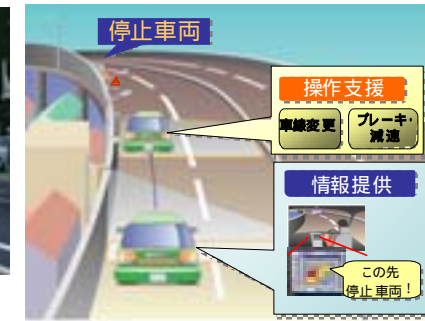 停止車両
操作支援
車線変更
ブレーキ・
減速
情報提供
この先
停止車両!